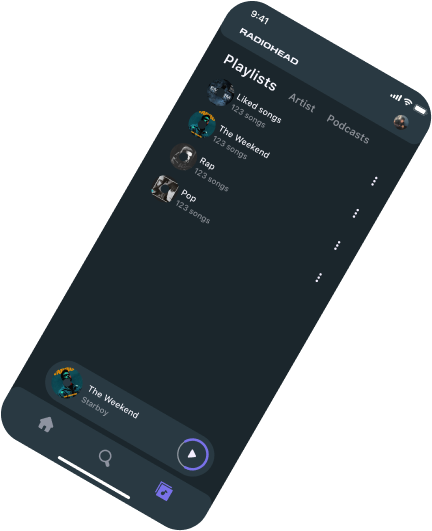 9:41
RADIOHEAD
Playlists Artist Podcasts
Liked songs
123 songs
The Weekend
123 songs
Rap
123 songs
Pop
123 songs
The Weekend
Starboy